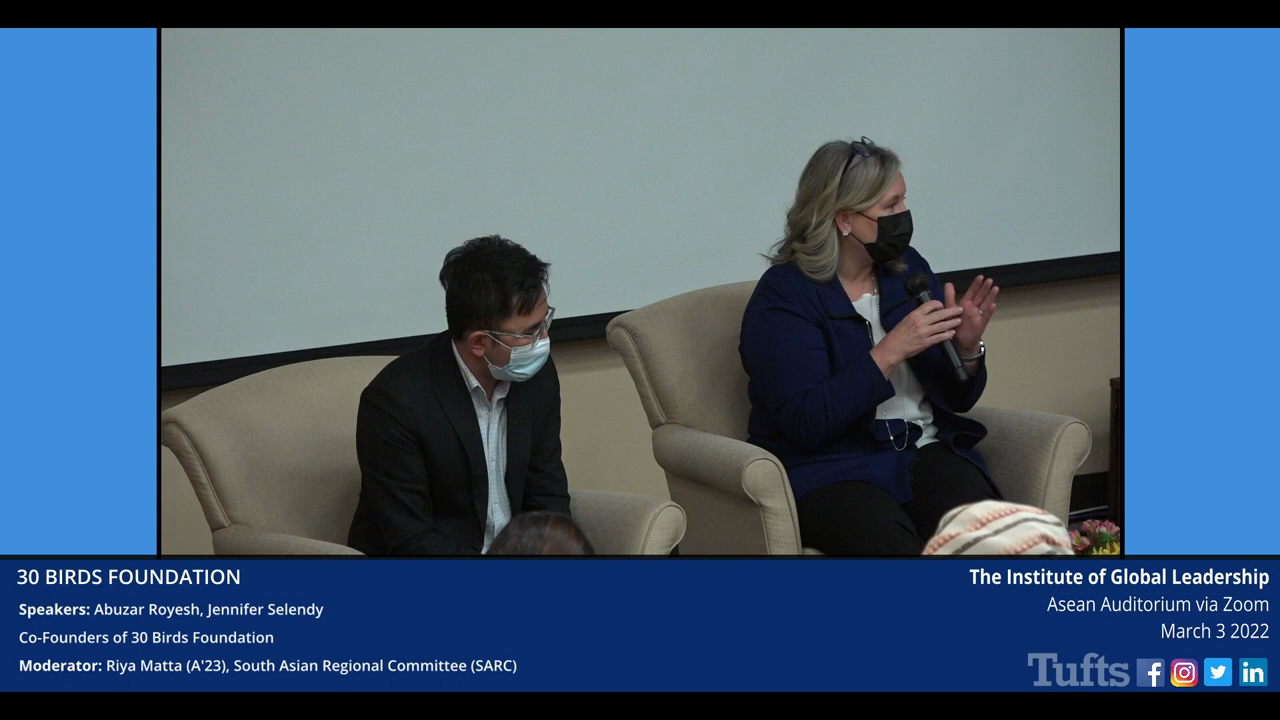 30 BIRDS FOUNDATION
Speakers: Abuzar Royesh, Jennifer Selendy
Co-Founders of 30 Birds Foundation
Moderator: Riya Matta (A'23), South Asian Regional Committee (SARC)
The Institute of Global Leadership
Asean Auditorium via Zoom
March 3 2022
Tufts